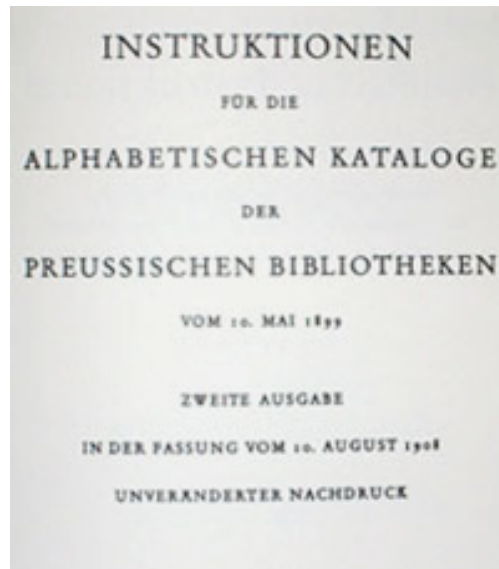 INSTRUKTIONEN
FÜR DIE
ALPHABETISCHEN KATALOGE
DER
PREUSSISCHEN BIBLIOTHEKEN
VOM 10. MAI 1899
ZWEITE AUSGABE
IN DER FASSUNG VOM 10. AUGUST 1908
UNVERÄNDERTER NACHDRUCK